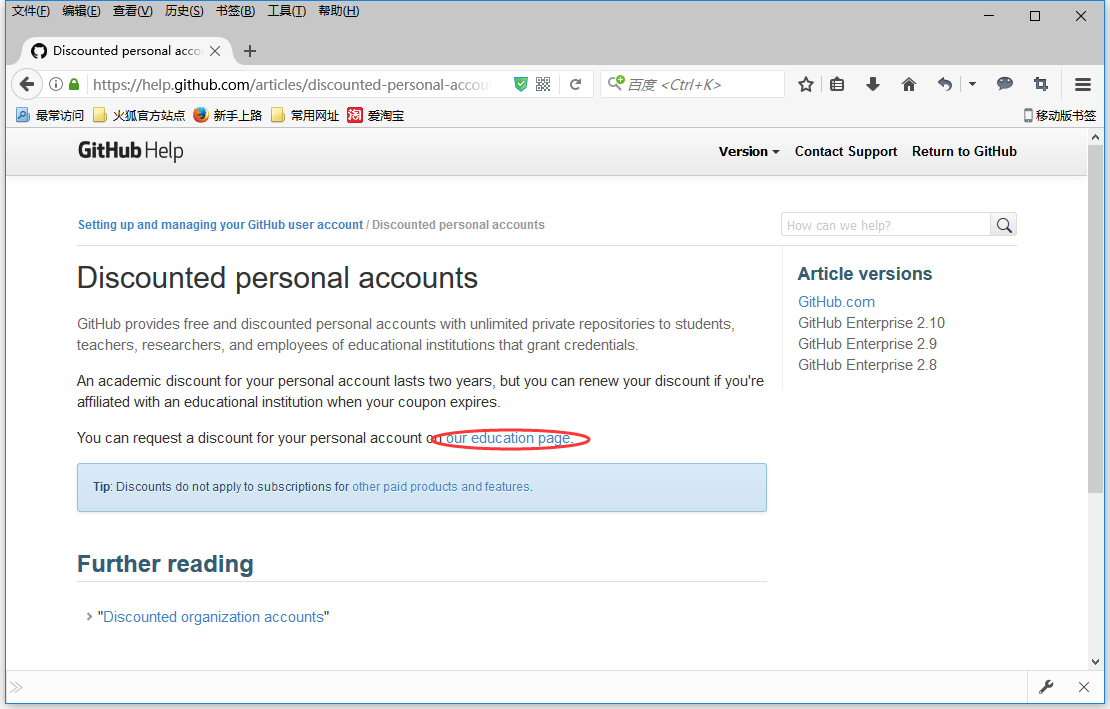 文件(F) 编辑(E) 查看(V) 历史(S) 书签(B) 工具(T) 帮助(H)
Discounted personal acco
https://help.github.com/articles/discounted-personal-accou
百度 <Ctrl+K>
最常访问 火狐官方站点 新手上路 常用网址 淘 爱淘宝 移动版书签
GitHub Help
Version Contact Support Return to GitHub
Setting up and managing your GitHub user account / Discounted personal accounts
How can we help?
Discounted personal accounts
GitHub provides free and discounted personal accounts with unlimited private repositories to students,
teachers, researchers, and employees of educational institutions that grant credentials.
An academic discount for your personal account lasts two years, but you can renew your discount if you're
affiliated with an educational institution when your coupon expires.
You can request a discount for your personal account on our education page.
Tip: Discounts do not apply to subscriptions for other paid products and features.
Further reading
"Discounted organization accounts"
Article versions
GitHub.com
GitHub Enterprise 2.10
GitHub Enterprise 2.9
GitHub Enterprise 2.8